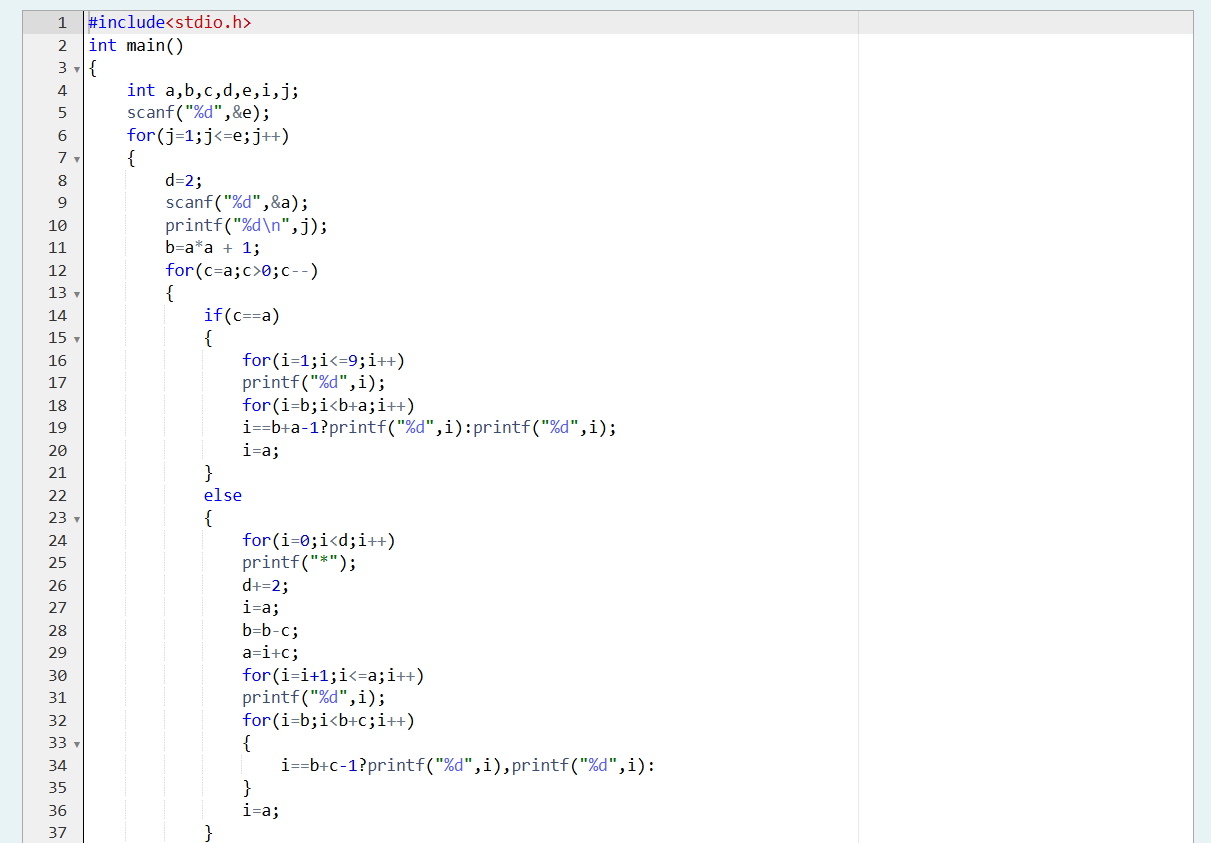 1 #include<stdio.h>
2 int main()
3 {
4     int a,b,c,d,e,i,j;
5     scanf("%d",&e);
6     for(j=1;j<=e;j++)
7     {
8         d=2;
9         scanf("%d",&a);
10         printf("%d\n",j);
11         b=a*a + 1;
12         for(c=a;c>0;c--)
13         {
14             if(c==a)
15             {
16                 for(i=1;i<=9;i++)
17                 printf("%d",i);
18                 for(i=b;i<b+a;i++)
19                 i==b+a-1?printf("%d",i):printf("%d",i);
20                 i=a;
21             }
22             else
23             {
24                 for(i=0;i<d;i++)
25                 printf("*");
26                 d+=2;
27                 i=a;
28                 b=b-c;
29                 a=i+c;
30                 for(i=i+1;i<=a;i++)
31                 printf("%d",i);
32                 for(i=b;i<b+c;i++)
33                 {
34                     i==b+c-1?printf("%d",i),printf("%d",i):
35                 }
36                 i=a;
37             }